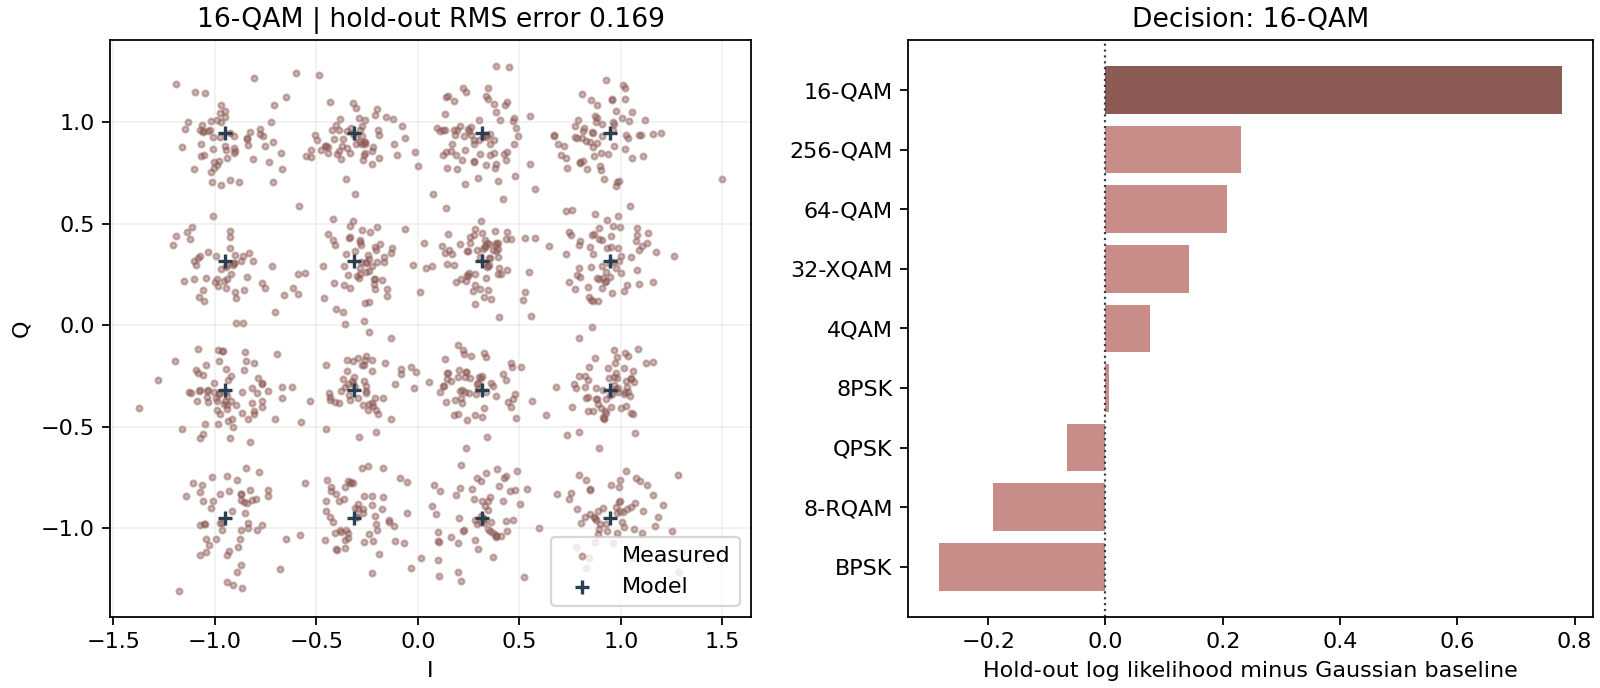 16-QAM | hold-out RMS error 0.169
Q
1.0
0.5
0.0
−0.5
−1.0
Measured
Model
−1.5
−1.0
−0.5
0.0
0.5
1.0
1.5
I
Decision: 16-QAM
16-QAM
256-QAM
64-QAM
32-XQAM
4QAM
8PSK
QPSK
8-RQAM
BPSK
−0.2
0.0
0.2
0.4
0.6
0.8
Hold-out log likelihood minus Gaussian baseline